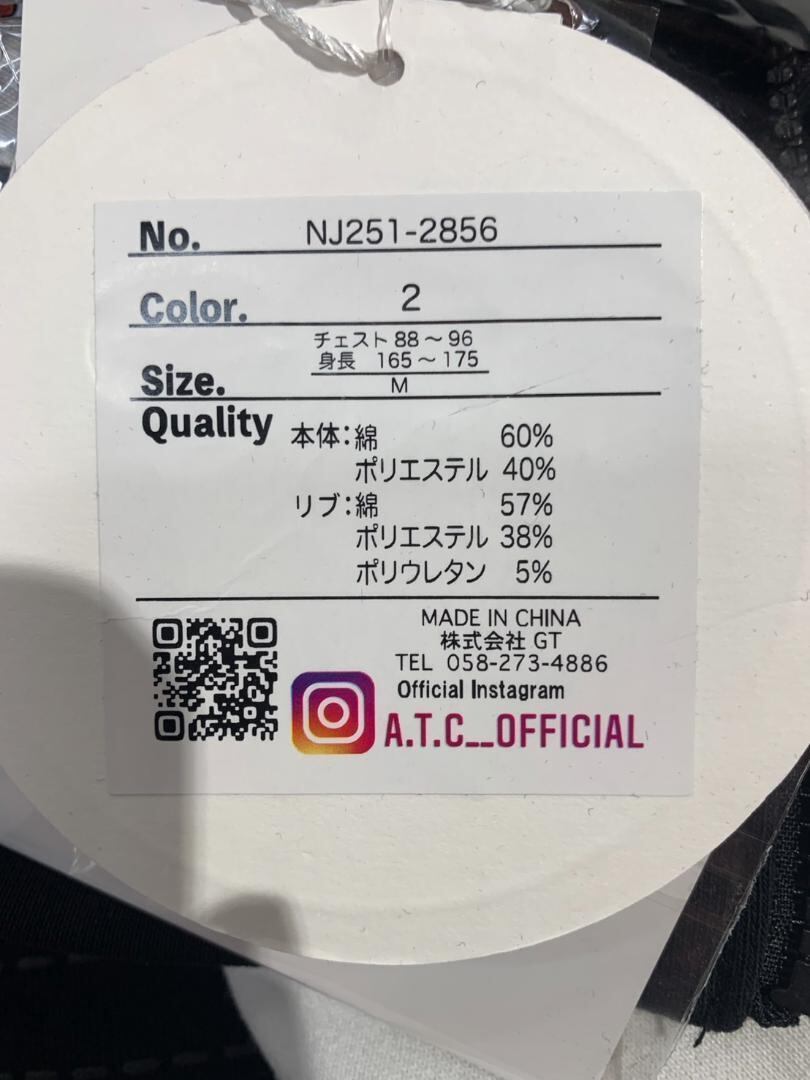 No. NJ251-2856
Color. 2
チェスト 88～96
身長 165～175
Size. M
Quality 本体:綿 60%
ポリエステル 40%
リブ:綿 57%
ポリエステル 38%
ポリウレタン 5%
MADE IN CHINA
株式会社 GT
TEL 058-273-4886
Official Instagram
A.T.C__OFFICIAL